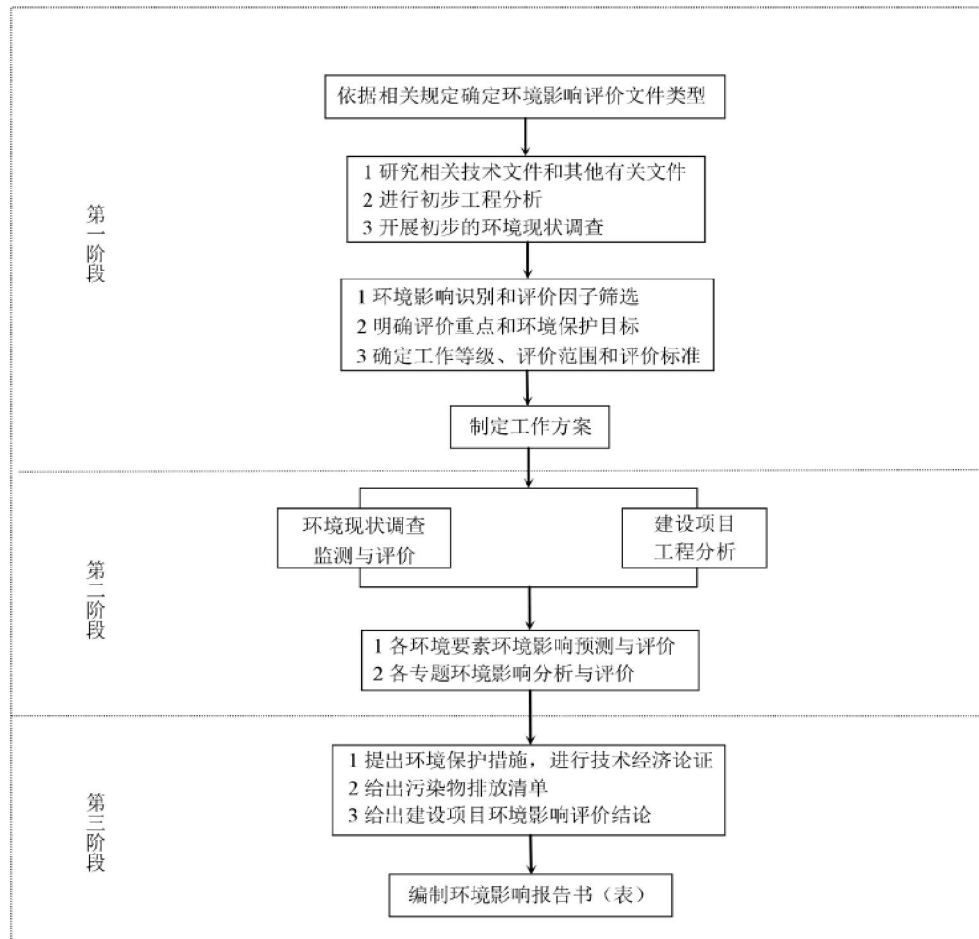 依据相关规定确定环境影响评价文件类型
1 研究相关技术文件和其他有关文件
2 进行初步工程分析
3 开展初步的环境现状调查
第一阶段
1 环境影响识别和评价因子筛选
2 明确评价重点和环境保护目标
3 确定工作等级、评价范围和评价标准
制定工作方案
环境现状调查
监测与评价
建设项目
工程分析
第二阶段
1 各环境要素环境影响预测与评价
2 各专题环境影响分析与评价
1 提出环境保护措施，进行技术经济论证
2 给出污染物排放清单
3 给出建设项目环境影响评价结论
第三阶段
编制环境影响报告书（表）